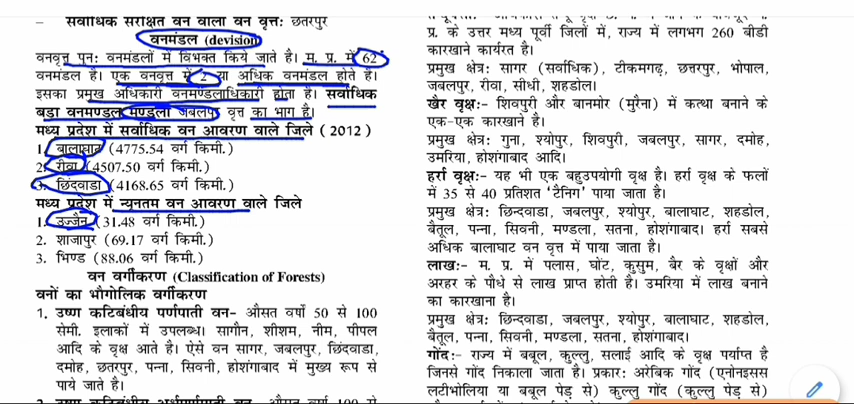 – सर्वाधिक संरक्षित वन वाला वन वृत्त: छतरपुर
वनमंडल (devision)
वनवृत्त पुन: वनमंडलों में विभक्त किये जाते है। म. प्र. में 62
वनमंडल है। एक वनवृत्त में 2 या अधिक वनमंडल होते है।
इसका प्रमुख अधिकारी वनमण्डलाधिकारी होता है। सर्वाधिक
बड़ा वनमण्डल मण्डला जबलपुर वृत्त का भाग है।
मध्य प्रदेश में सर्वाधिक वन आवरण वाले जिले (2012)
1. बालाघाट (4775.54 वर्ग किमी.)
2. रीवा (4507.50 वर्ग किमी.)
3. छिंदवाडा (4168.65 वर्ग किमी.)
मध्य प्रदेश में न्यूनतम वन आवरण वाले जिले
1. उज्जैन (31.48 वर्ग किमी.)
2. शाजापुर (69.17 वर्ग किमी.)
3. भिण्ड (88.06 वर्ग किमी.)
वन वर्गीकरण (Classification of Forests)
वनों का भौगोलिक वर्गीकरण
1. उष्ण कटिबंधीय पर्णपाती वन– औसत वर्षा 50 से 100
सेमी. इलाकों में उपलब्ध। सागौन, शीशम, नीम, पीपल
आदि के वृक्ष आते है। ऐसे वन सागर, जबलपुर, छिंदवाडा,
दमोह, छतरपुर, पन्ना, सिवनी, होशंगाबाद में मुख्य रूप से
पाये जाते है।
प्र. के उत्तर मध्य पूर्वी जिलों में, राज्य में लगभग 260 बीडी
कारखाने कार्यरत है।
प्रमुख क्षेत्र: सागर (सर्वाधिक), टीकमगढ़, छत्तरपुर, भोपाल,
जबलपुर, रीवा, सीधी, शहडोल।
खैर वृक्ष:- शिवपुरी और बानमोर (मुरैना) में कत्था बनाने के
एक-एक कारखाने है।
प्रमुख क्षेत्र: गुना, श्योपुर, शिवपुरी, जबलपुर, सागर, दमोह,
उमरिया, होशंगाबाद आदि।
हर्रा वृक्ष:- यह भी एक बहुउपयोगी वृक्ष है। हर्रा वृक्ष के फलों
में 35 से 40 प्रतिशत 'टैनिग' पाया जाता है।
प्रमुख क्षेत्र: छिन्दवाडा, जबलपुर, श्योपुर, बालाघाट, शहडोल,
बैतूल, पन्ना, सिवनी, मण्डला, सतना, होशंगाबाद। हर्रा सबसे
अधिक बालाघाट वन वृत्त में पाया जाता है।
लाख:- म. प्र. में पलास, घोंट, कुसुम, बैर के वृक्षों और
अरहर के पौधे से लाख प्राप्त होती है। उमरिया में लाख बनाने
का कारखाना है।
प्रमुख क्षेत्र: छिन्दवाडा, जबलपुर, श्योपुर, बालाघाट, शहडोल,
बैतूल, पन्ना, सिवनी, मण्डला, सतना, होशंगाबाद।
गोंद:- राज्य में बबूल, कुल्लु, सलाई आदि के वृक्ष पर्याप्त है
जिनसे गोंद निकाला जाता है। प्रकार: अरेबिक गोंद (एनोनइसस
लटीभोलिया या बबूल पेड़ से) कुल्लु गोंद (कुल्लु पेड़ से)